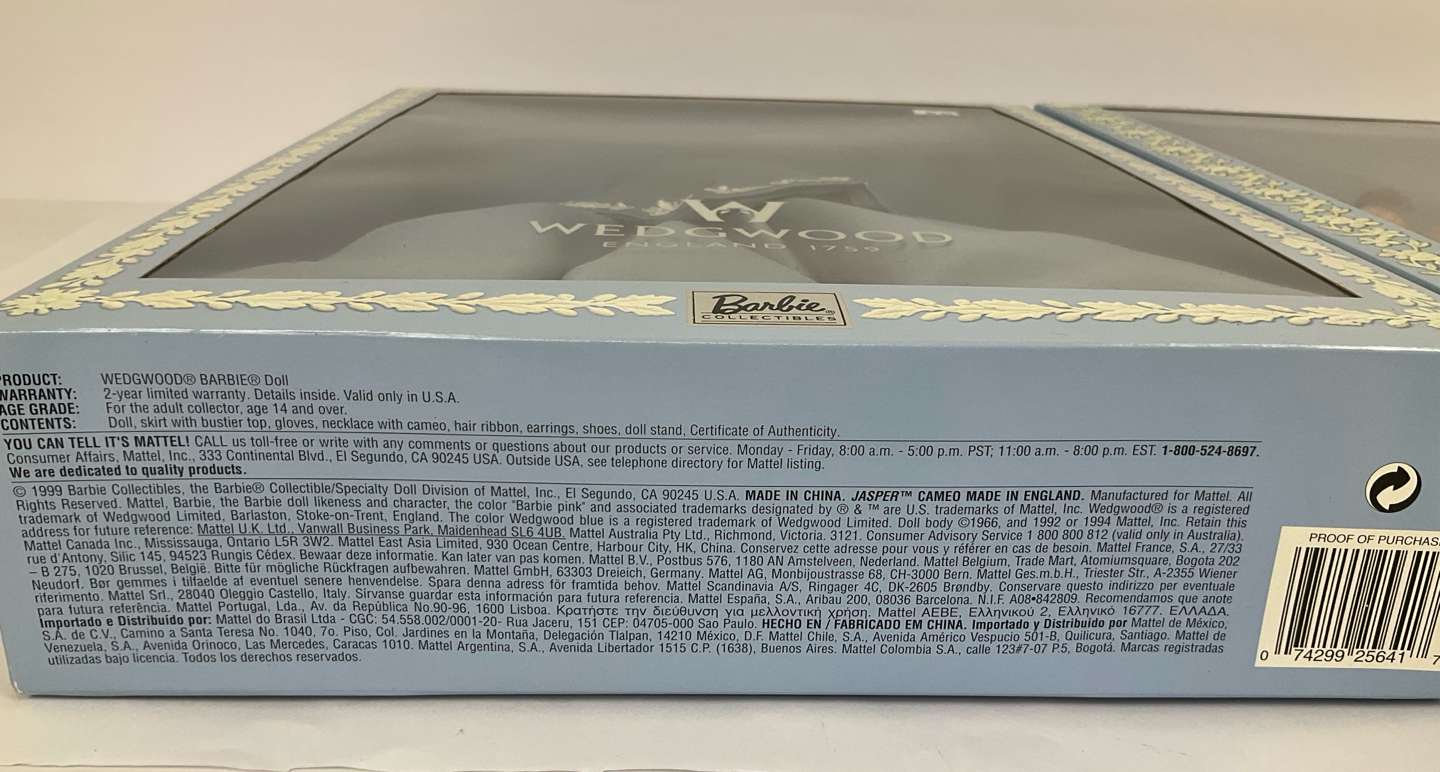 W
WEDGWOOD
ENGLAND 1759
Barbie®
COLLECTIBLES
PRODUCT: WEDGWOOD® BARBIE® Doll
WARRANTY: 2-year limited warranty. Details inside. Valid only in U.S.A.
AGE GRADE: For the adult collector, age 14 and over.
CONTENTS: Doll, skirt with bustier top, gloves, necklace with cameo, hair ribbon, earrings, shoes, doll stand, Certificate of Authenticity.
YOU CAN TELL IT'S MATTEL! CALL us toll-free or write with any comments or questions about our products or service. Monday - Friday, 8:00 a.m. - 5:00 p.m. PST; 11:00 a.m. - 8:00 p.m. EST. 1-800-524-8697.
Consumer Affairs, Mattel, Inc., 333 Continental Blvd., El Segundo, CA 90245 USA. Outside USA, see telephone directory for Mattel listing.
We are dedicated to quality products.
© 1999 Barbie Collectibles, the Barbie® Collectible/Specialty Doll Division of Mattel, Inc., El Segundo, CA 90245 U.S.A. MADE IN CHINA. JASPER™ CAMEO MADE IN ENGLAND. Manufactured for Mattel. All
Rights Reserved. Mattel, Barbie, the Barbie doll likeness and character, the color "Barbie pink" and associated trademarks designated by ® & ™ are U.S. trademarks of Mattel, Inc. Wedgwood® is a registered
trademark of Wedgwood Limited, Barlaston, Stoke-on-Trent, England. The color Wedgwood blue is a registered trademark of Wedgwood Limited. Doll body ©1966, and 1992 or 1994 Mattel, Inc. Retain this
address for future reference: Mattel U.K. Ltd., Vanwall Business Park, Maidenhead SL6 4UB. Mattel Australia Pty Ltd., Richmond, Victoria. 3121. Consumer Advisory Service 1 800 800 812 (valid only in Australia).
Mattel Canada Inc., Mississauga, Ontario L5R 3W2. Mattel East Asia Limited, 930 Ocean Centre, Harbour City, HK, China. Conservez cette adresse pour vous y référer en cas de besoin. Mattel France, S.A., 27/33
rue d'Antony, Silic 145, 94523 Rungis Cédex. Bewaar deze informatie. Kan later van pas komen. Mattel B.V., Postbus 576, 1180 AN Amstelveen, Nederland. Mattel Belgium, Trade Mart, Atomiumsquare, Bogota 202
– B 275, 1020 Brussel, België. Bitte für mögliche Rückfragen aufbewahren. Mattel GmbH, 63303 Dreieich, Germany. Mattel AG, Monbijoustrasse 68, CH-3000 Bern. Mattel Ges.m.b.H., Triester Str., A-2355 Wiener
Neudorf. Bør gemmes i tilfælde af eventuel senere henvendelse. Spara denna adress för framtida behov. Mattel Scandinavia A/S, Ringager 4C, DK-2605 Brøndby. Conservare questo indirizzo per eventuale
riferimento. Mattel Srl., 28040 Oleggio Castello, Italy. Sirvanse guardar esta información para futura referencia. Mattel España, S.A., Aribau 200, 08036 Barcelona. N.I.F. A08•842809. Recomendamos que anote
para futura referência. Mattel Portugal, Lda., Av. da República No.90-96, 1600 Lisboa. Κρατήστε την διεύθυνση για μελλοντική χρήση. Mattel AEBE, Ελληνικού 2, Ελληνικό 16777. ΕΛΛΑΔΑ.
Importado e Distribuido por: Mattel do Brasil Ltda - CGC: 54.558.002/0001-20- Rua Jaceru, 151 CEP: 04705-000 Sao Paulo. HECHO EN / FABRICADO EM CHINA. Importado y Distribuido por Mattel de México,
S.A. de C.V., Camino a Santa Teresa No. 1040, 7o. Piso, Col. Jardines en la Montaña, Delegación Tlalpan, 14210 México, D.F. Mattel Chile, S.A., Avenida Américo Vespucio 501-B, Quilicura, Santiago. Mattel de
Venezuela, S.A., Avenida Orinoco, Las Mercedes, Caracas 1010. Mattel Argentina, S.A., Avenida Libertador 1515 C.P. (1638), Buenos Aires. Mattel Colombia S.A., calle 123#7-07 P.5, Bogotá. Marcas registradas
utilizadas bajo licencia. Todos los derechos reservados.
PROOF OF PURCHAS
0 74299 25641 7